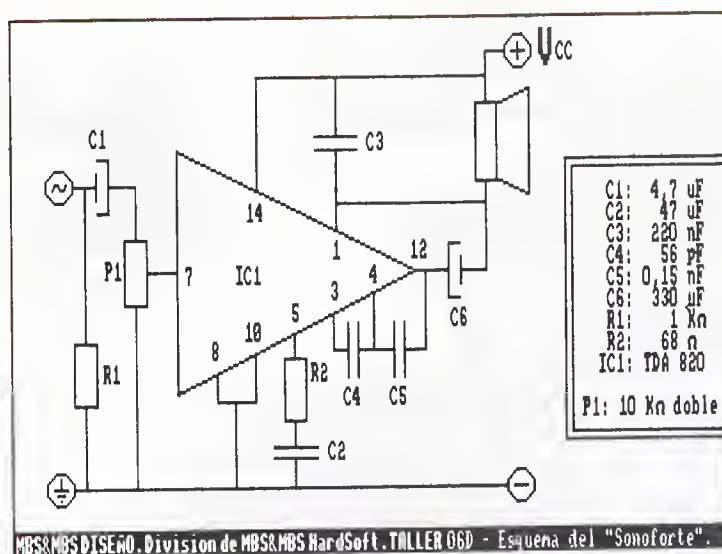 + Vcc
C1
C3
14
1
12
P1
7
IC1
4
3
C6
10
5
8
R2
R1
C4
C5
C2
C1: 4,7 uF
C2: 47 uF
C3: 220 nF
C4: 56 pF
C5: 0,15 nF
C6: 330 uF
R1: 1 KΩ
R2: 68 Ω
IC1: TDA 820
P1: 10 KΩ doble
MBS&MBS DISEÑO. Division de MBS&MBS HardSoft. TALLER 06D - Esquema del "Sonoforte".